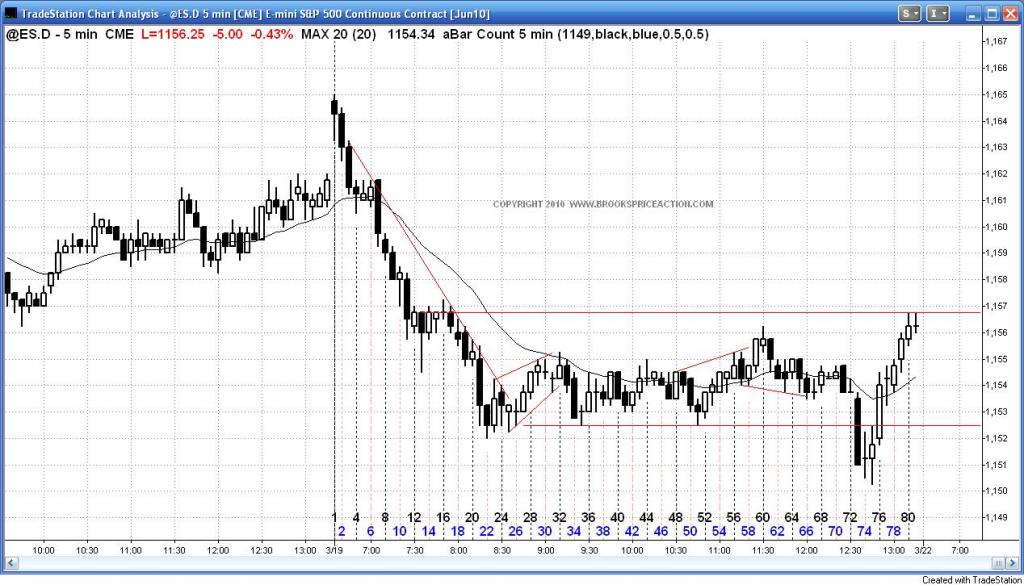 TradeStation Chart Analysis - @ES.D 5 min [CME] E-mini S&P 500 Continuous Contract [Jun10]
S
I
@ES.D - 5 min CME L=1156.25 -5.00 -0.43% MAX 20 (20) 1154.34 aBar Count 5 min (1149,black,blue,0.5,0.5)
1,167
1,166
1,165
1,164
1,163
1,162
1,161
1,160
1,159
1,158
1,157
1,156
1,155
1,154
1,153
1,152
1,151
1,150
1,149
COPYRIGHT 2010 WWW.BROOKSPRICEACTION.COM
1 4 8 12 16 20 24 28 32 36 40 44 48 52 56 60 64 68 72 76 80
2 6 10 14 18 22 26 30 34 38 42 46 50 54 58 62 66 70 74 78
10:00 10:30 11:00 11:30 12:00 12:30 13:00 3/19 7:00 7:30 8:00 8:30 9:00 9:30 10:00 10:30 11:00 11:30 12:00 12:30 13:00 3/22 7:00
Created with TradeStation